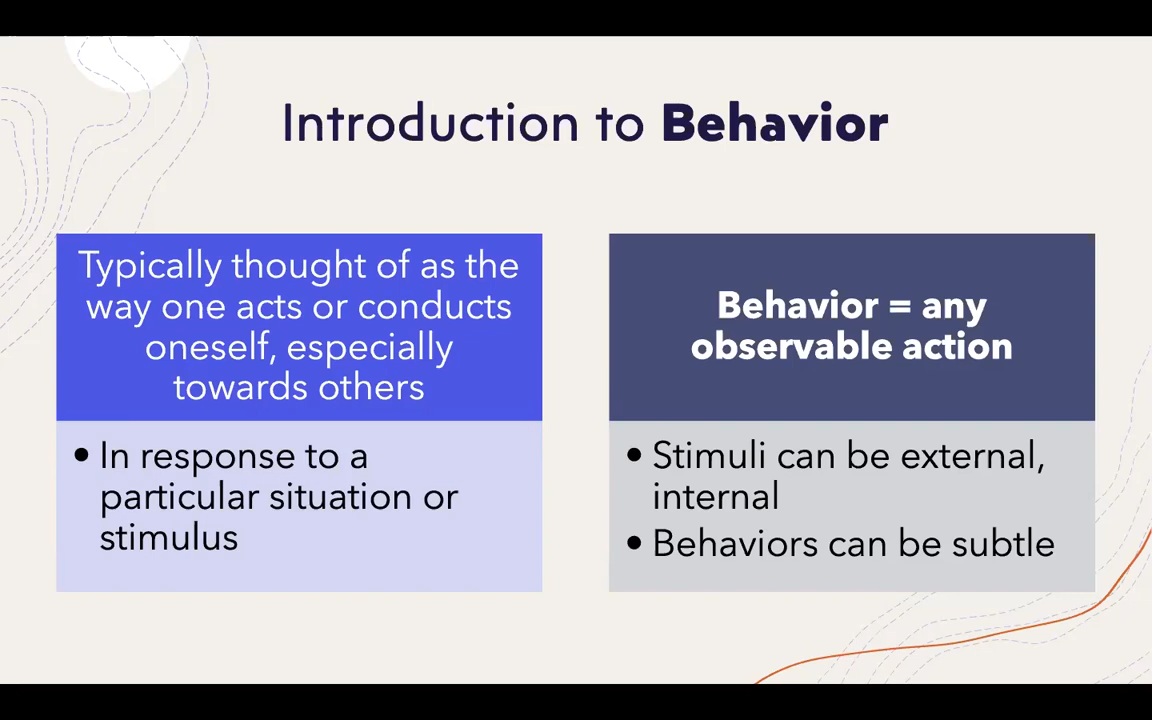 Introduction to Behavior
Typically thought of as the
way one acts or conducts
oneself, especially
towards others
• In response to a
particular situation or
stimulus
Behavior = any
observable action
• Stimuli can be external,
internal
• Behaviors can be subtle